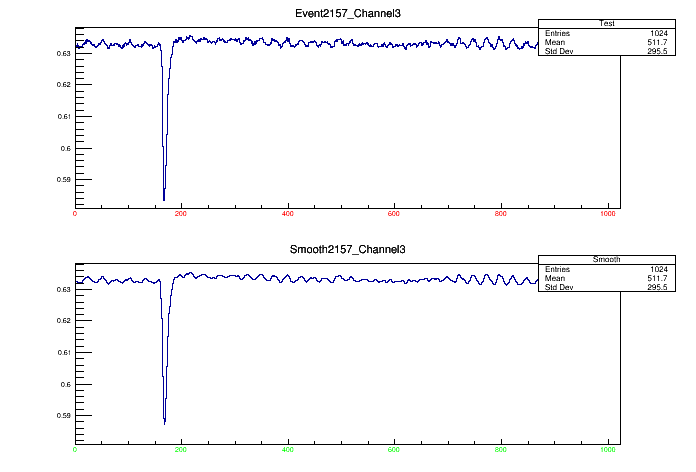 Event2157_Channel3
Test
Entries 1024
Mean 511.7
Std Dev 295.5
0.63
0.62
0.61
0.6
0.59
0 200 400 600 800 1000
Smooth2157_Channel3
Smooth
Entries 1024
Mean 511.7
Std Dev 295.5
0.63
0.62
0.61
0.6
0.59
0 200 400 600 800 1000